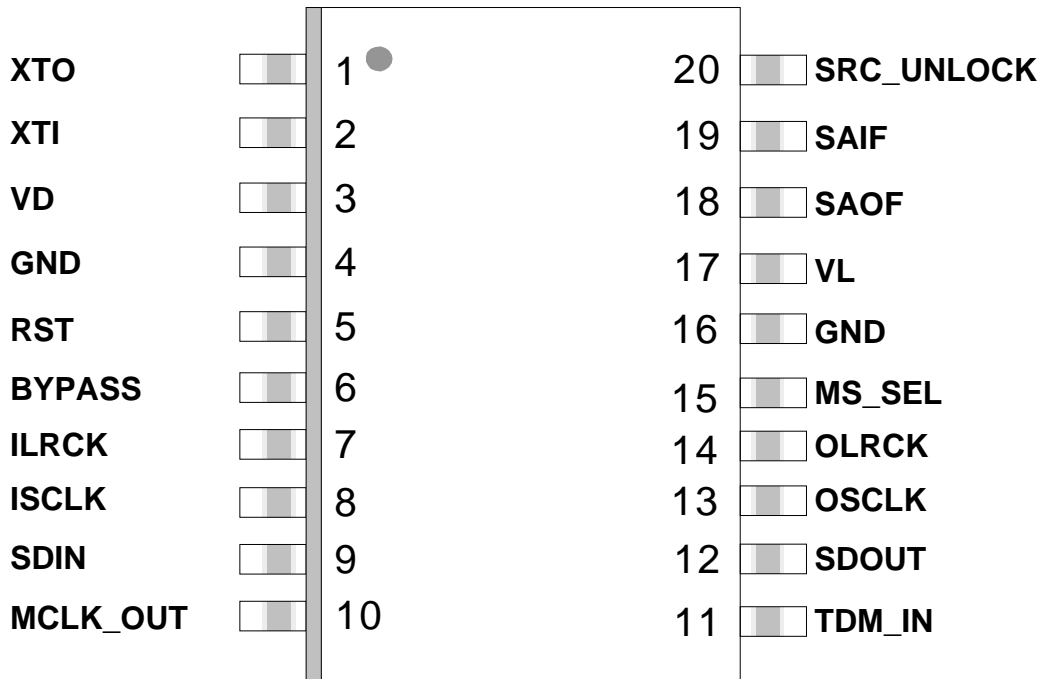 XTO 1 20 SRC_UNLOCK
XTI 2 19 SAIF
VD 3 18 SAOF
GND 4 17 VL
RST 5 16 GND
BYPASS 6 15 MS_SEL
ILRCK 7 14 OLRCK
ISCLK 8 13 OSCLK
SDIN 9 12 SDOUT
MCLK_OUT 10 11 TDM_IN